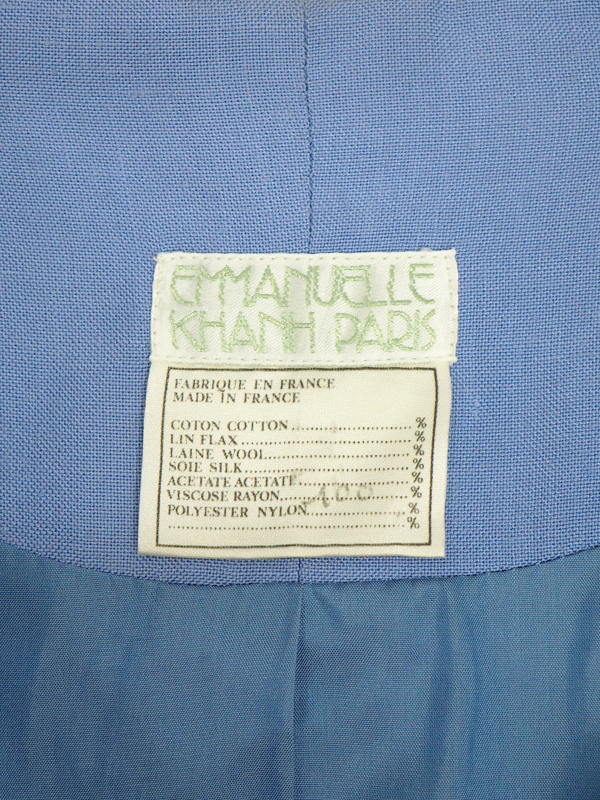 EMMANUELLE
KHANH PARIS
FABRIQUE EN FRANCE
MADE IN FRANCE
COTON COTTON..............................%
LIN FLAX..........................................%
LAINE WOOL...................................%
SOIE SILK.........................................%
ACETATE ACETATE............................%
VISCOSE RAYON......100.....................%
POLYESTER NYLON..........................%
......................................................%